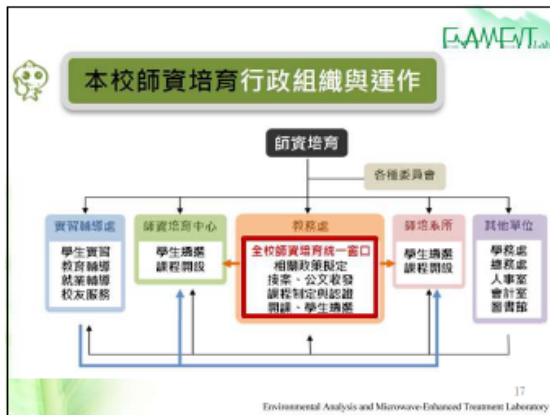 EnAMEVT Lab
本校師資培育行政組織與運作
師資培育
各種委員會
實習輔導處
學生實習
教育輔導
就業輔導
校友服務
師資培育中心
學生遴選
課程開設
教務處
全校師資培育統一窗口
相關政策擬定
接案、公文收發
課程制定與認證
開課、學生遴選
師培系所
學生遴選
課程開設
其他單位
學務處
總務處
人事室
會計室
圖書館
17
Environmental Analysis and Microwave-Enhanced Treatment Laboratory